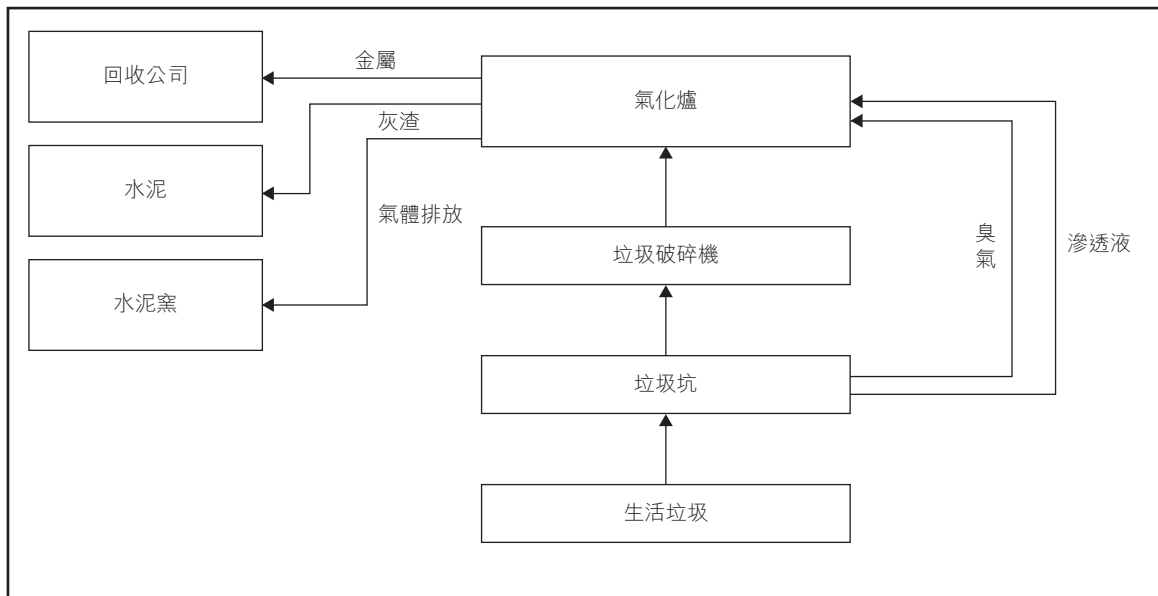 回收公司
金屬
氣化爐
灰渣
水泥
氣體排放
垃圾破碎機
臭氣
滲透液
水泥窯
垃圾坑
生活垃圾